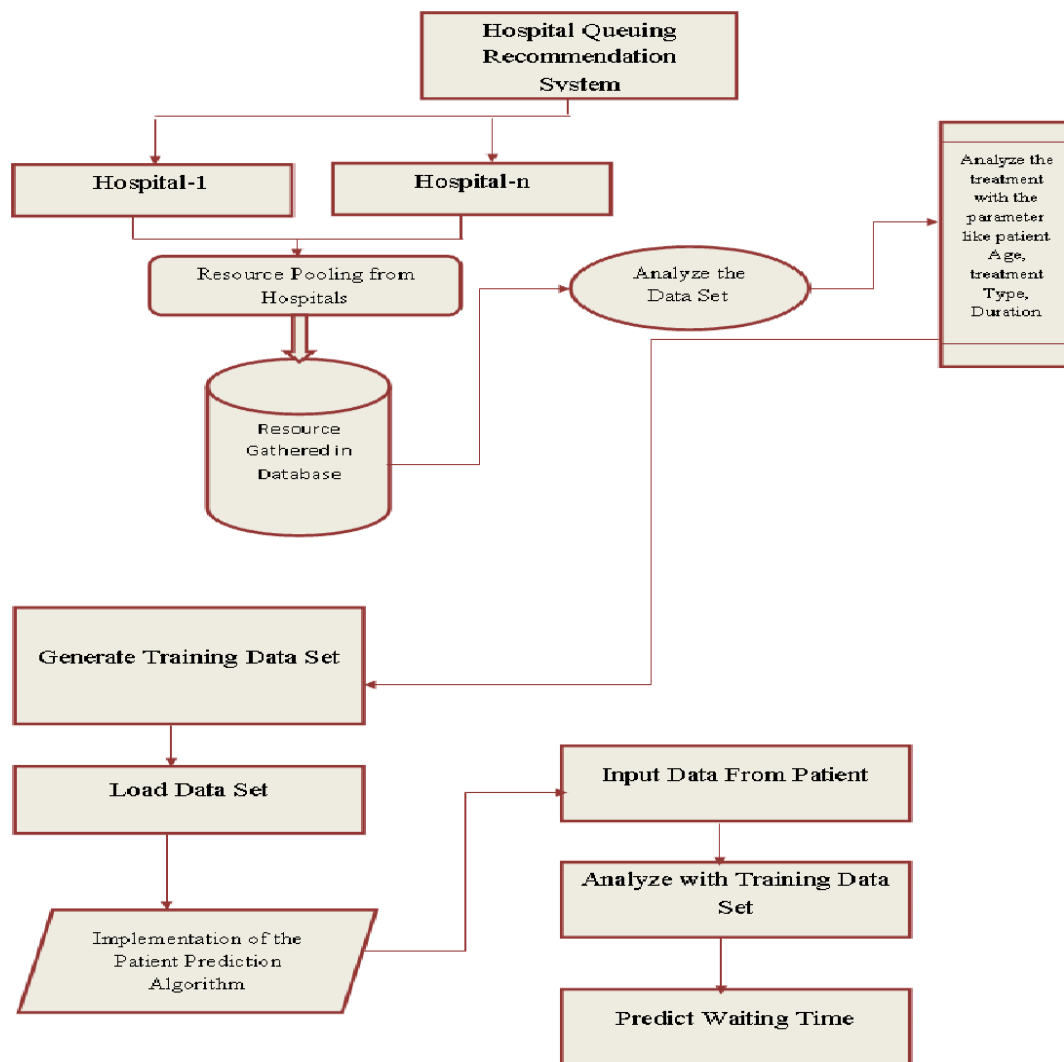 Hospital Queuing
Recommendation
System
Hospital-1
Hospital-n
Resource Pooling from
Hospitals
Analyze the
Data Set
Analyze the
treatment
with the
parameter
like patient
Age,
treatment
Type,
Duration
Resource
Gathered in
Database
Generate Training Data Set
Load Data Set
Implementation of the
Patient Prediction
Algorithm
Input Data From Patient
Analyze with Training Data
Set
Predict Waiting Time